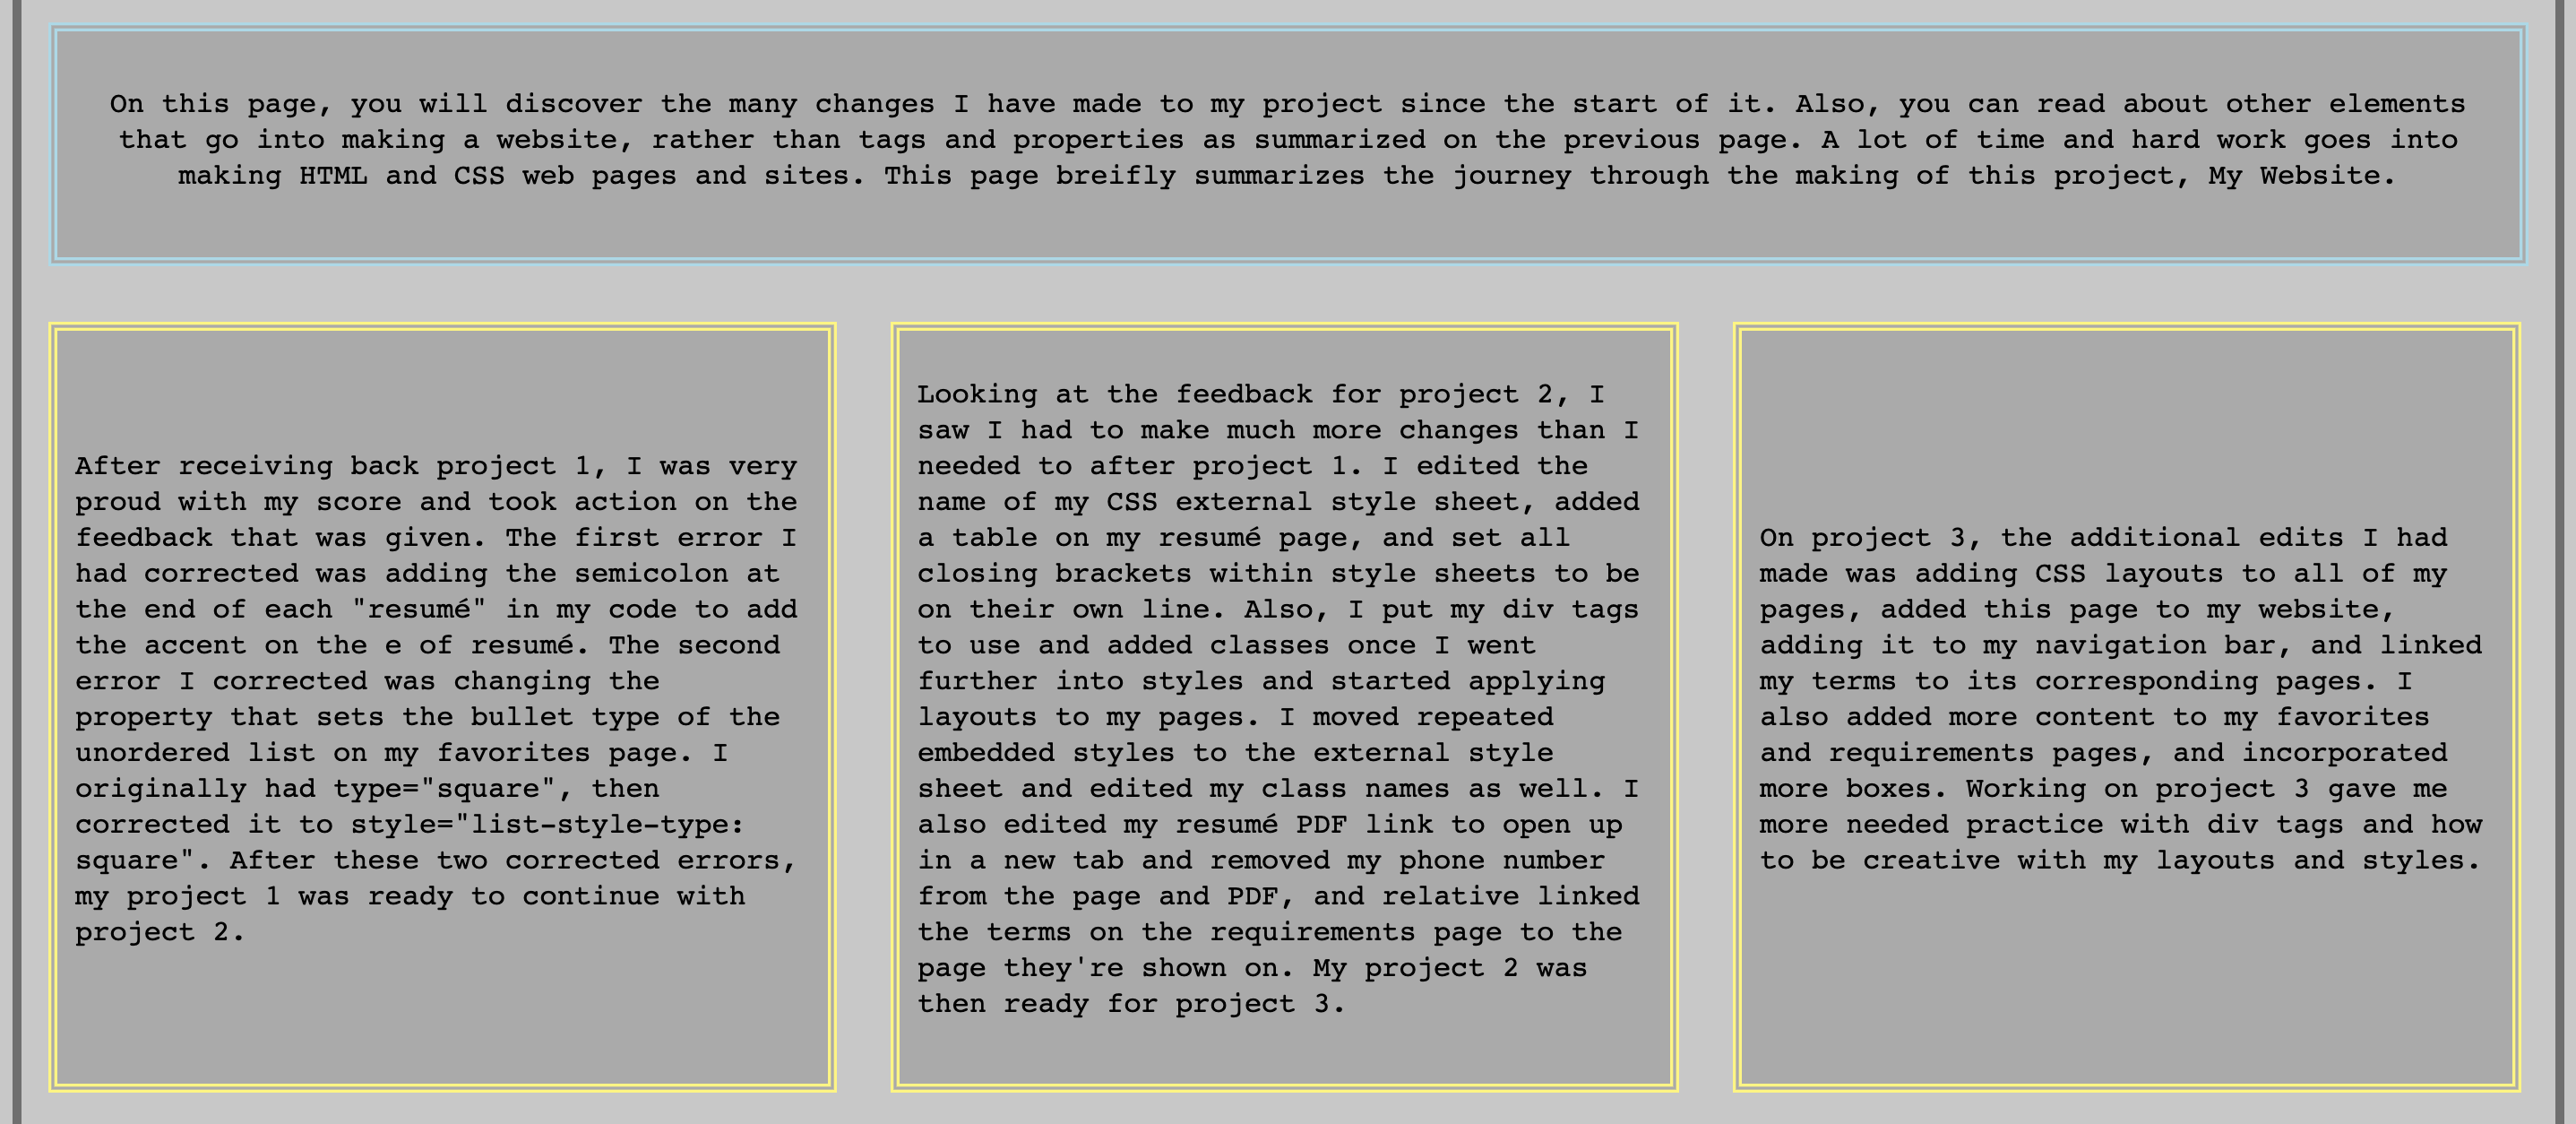 On this page, you will discover the many changes I have made to my project since the start of it. Also, you can read about other elements
that go into making a website, rather than tags and properties as summarized on the previous page. A lot of time and hard work goes into
making HTML and CSS web pages and sites. This page breifly summarizes the journey through the making of this project, My Website.
After receiving back project 1, I was very
proud with my score and took action on the
feedback that was given. The first error I
had corrected was adding the semicolon at
the end of each "resumé" in my code to add
the accent on the e of resumé. The second
error I corrected was changing the
property that sets the bullet type of the
unordered list on my favorites page. I
originally had type="square", then
corrected it to style="list-style-type:
square". After these two corrected errors,
my project 1 was ready to continue with
project 2.
Looking at the feedback for project 2, I
saw I had to make much more changes than I
needed to after project 1. I edited the
name of my CSS external style sheet, added
a table on my resumé page, and set all
closing brackets within style sheets to be
on their own line. Also, I put my div tags
to use and added classes once I went
further into styles and started applying
layouts to my pages. I moved repeated
embedded styles to the external style
sheet and edited my class names as well. I
also edited my resumé PDF link to open up
in a new tab and removed my phone number
from the page and PDF, and relative linked
the terms on the requirements page to the
page they're shown on. My project 2 was
then ready for project 3.
On project 3, the additional edits I had
made was adding CSS layouts to all of my
pages, added this page to my website,
adding it to my navigation bar, and linked
my terms to its corresponding pages. I
also added more content to my favorites
and requirements pages, and incorporated
more boxes. Working on project 3 gave me
more needed practice with div tags and how
to be creative with my layouts and styles.